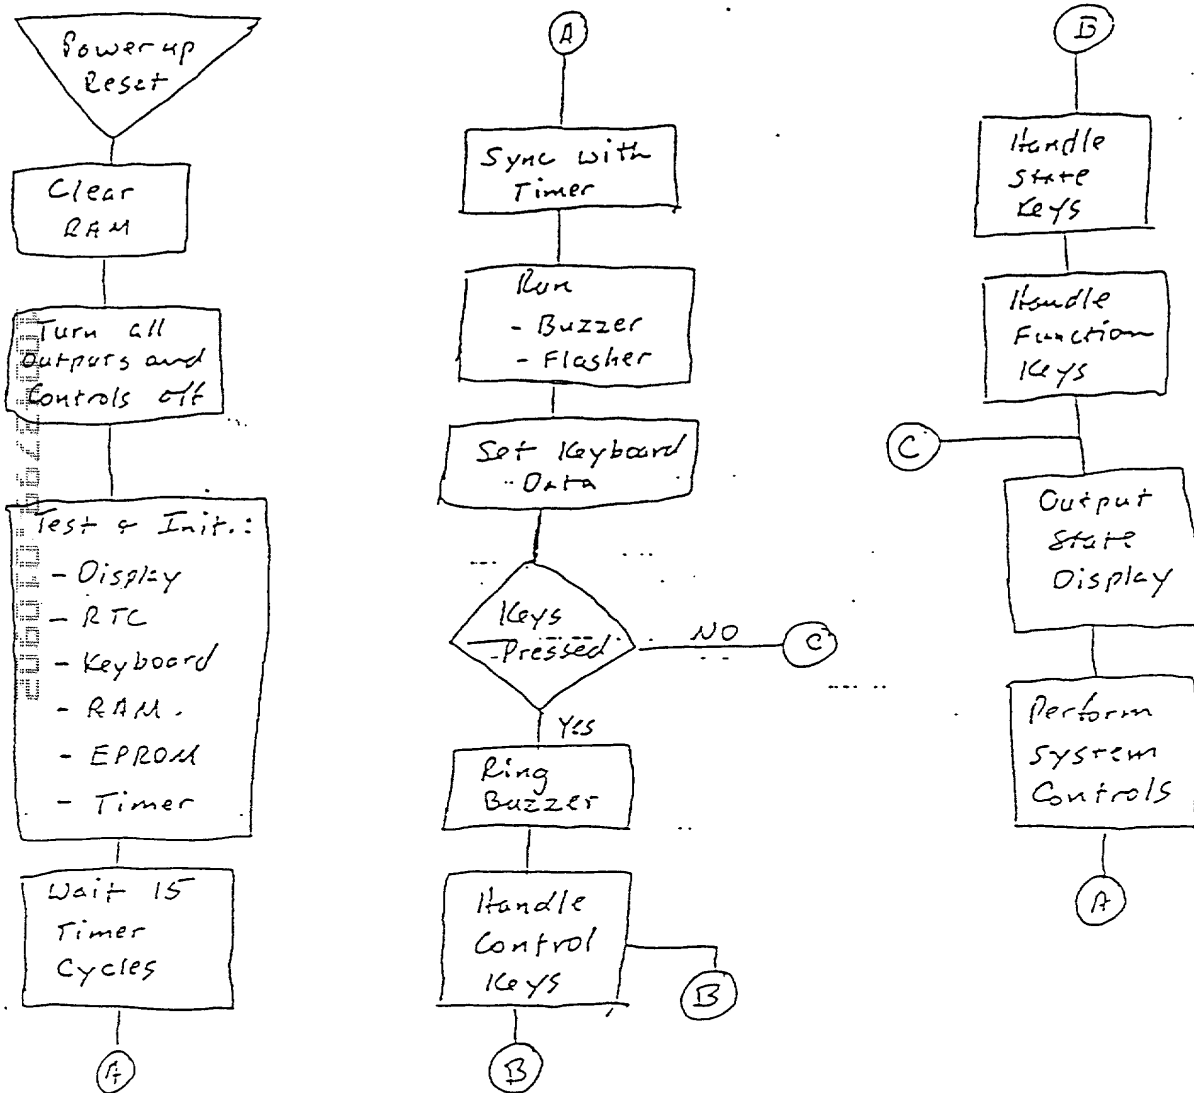 Power up
Reset
Clear
RAM
Turn all
Outputs and
Controls off
Test & Init.:
- Display
- RTC
- Keyboard
- RAM.
- EPROM
- Timer
Wait 15
Timer
Cycles
A
A
Sync with
Timer
Run
- Buzzer
- Flasher
Set Keyboard
Data
Keys
Pressed
NO
C
Yes
Ring
Buzzer
Handle
Control
Keys
B
B
B
Handle
State
Keys
Handle
Function
Keys
C
Output
State
Display
Perform
System
Controls
A